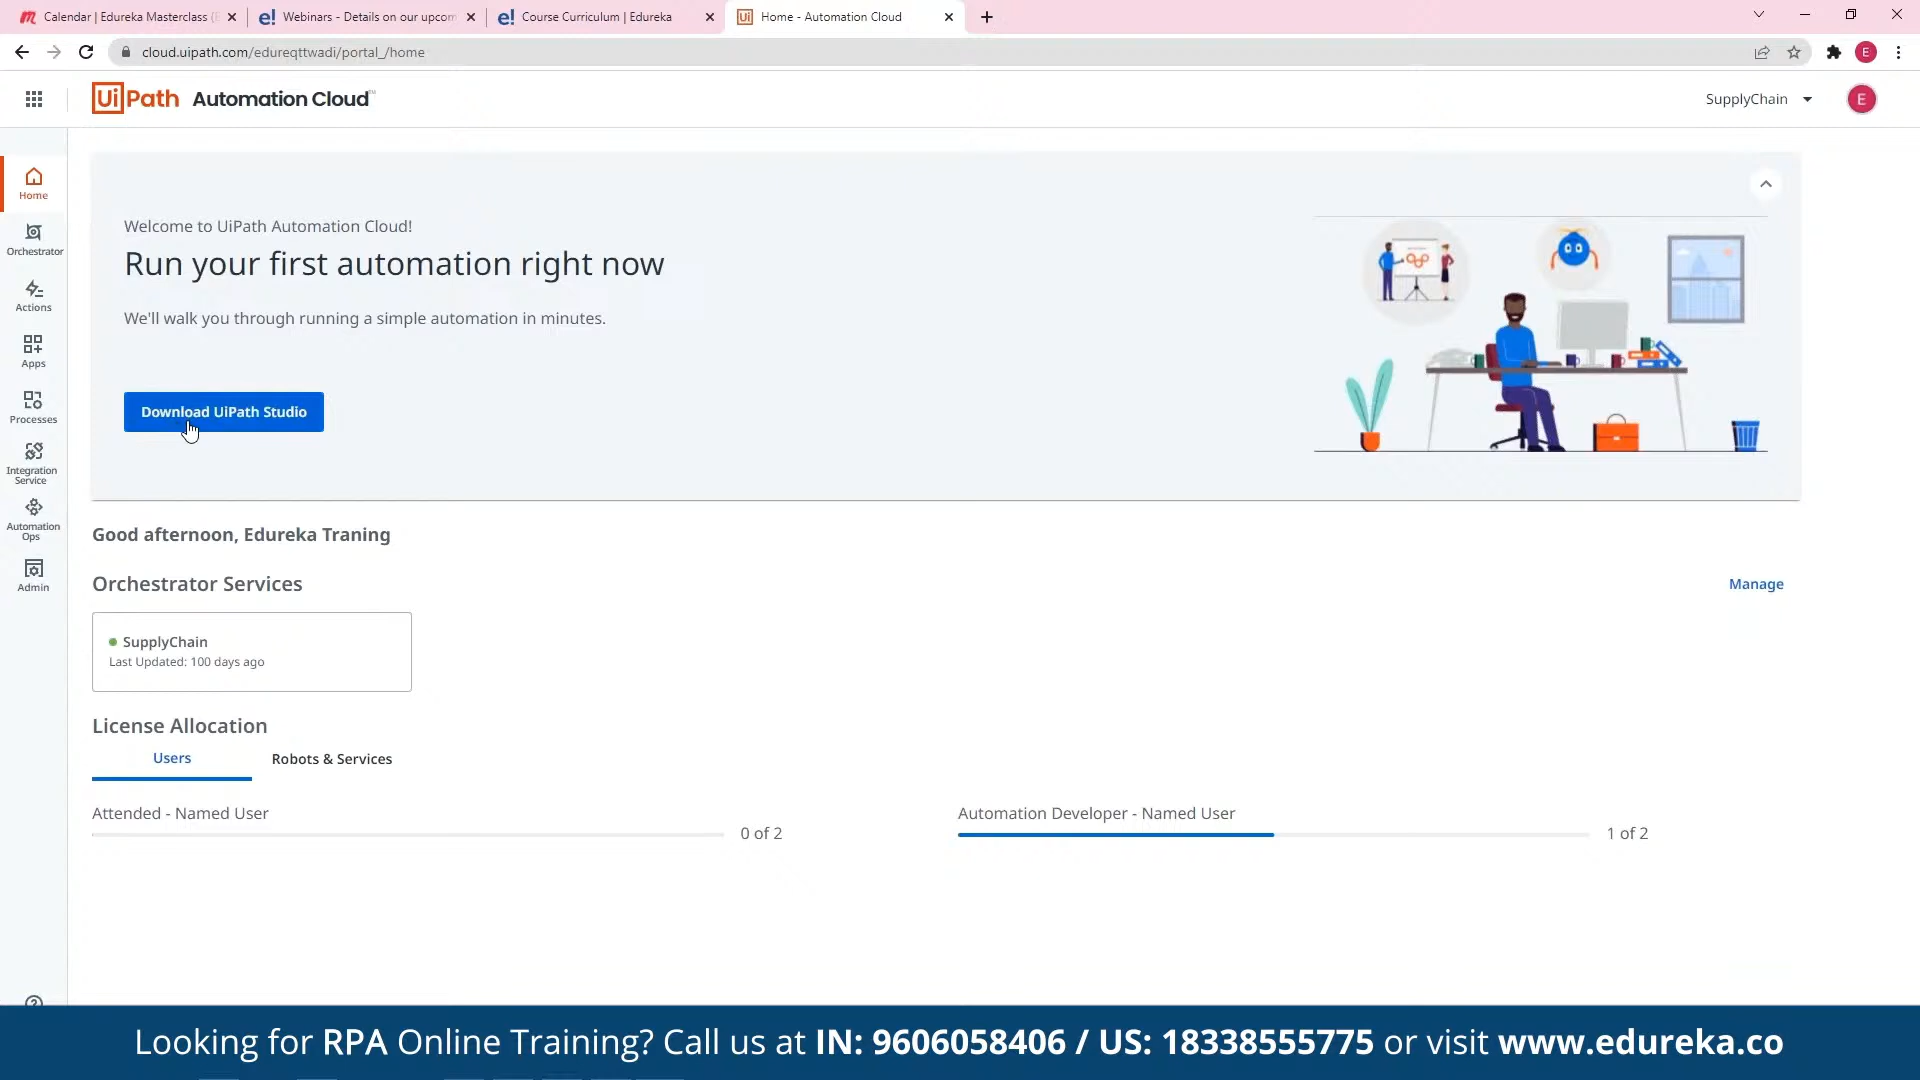 Calendar | Edureka Masterclass (
Webinars - Details on our upcom
Course Curriculum | Edureka
Home - Automation Cloud
cloud.uipath.com/edureqttwadi/portal_/home
E
UiPath Automation Cloud™
SupplyChain
E
Home
Orchestrator
Actions
Apps
Processes
Integration
Service
Automation
Ops
Admin
Welcome to UiPath Automation Cloud!
Run your first automation right now
We'll walk you through running a simple automation in minutes.
Download UiPath Studio
Good afternoon, Edureka Traning
Orchestrator Services
Manage
SupplyChain
Last Updated: 100 days ago
License Allocation
Users
Robots & Services
Attended - Named User
0 of 2
Automation Developer - Named User
1 of 2
Looking for RPA Online Training? Call us at IN: 9606058406 / US: 18338555775 or visit www.edureka.co